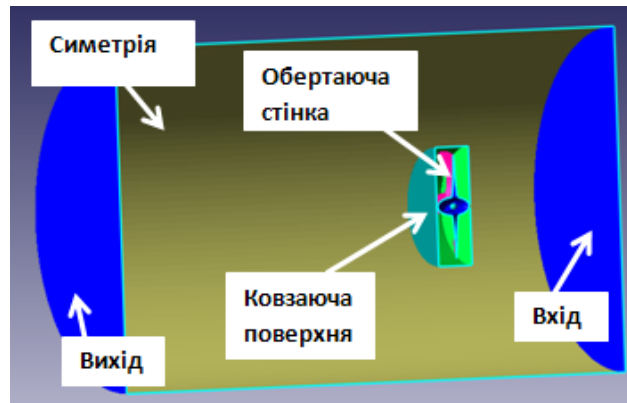 Симетрія
Обертаюча
стінка
Ковзаюча
поверхня
Вхід
Вихід